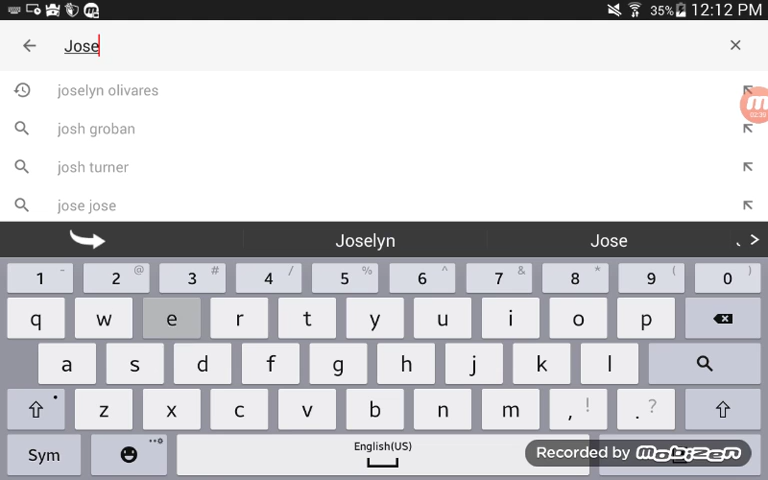 35% 12:12 PM
Jose
joselyn olivares
josh groban
josh turner
jose jose
Joselyn Jose
1 - 2 @ 3 # 4 / 5 % 6 ^ 7 & 8 * 9 ( 0 )
q w e r t y u i o p
a s d f g h j k l
z x c v b n m , ! . ?
Sym English(US)
Recorded by mobizen